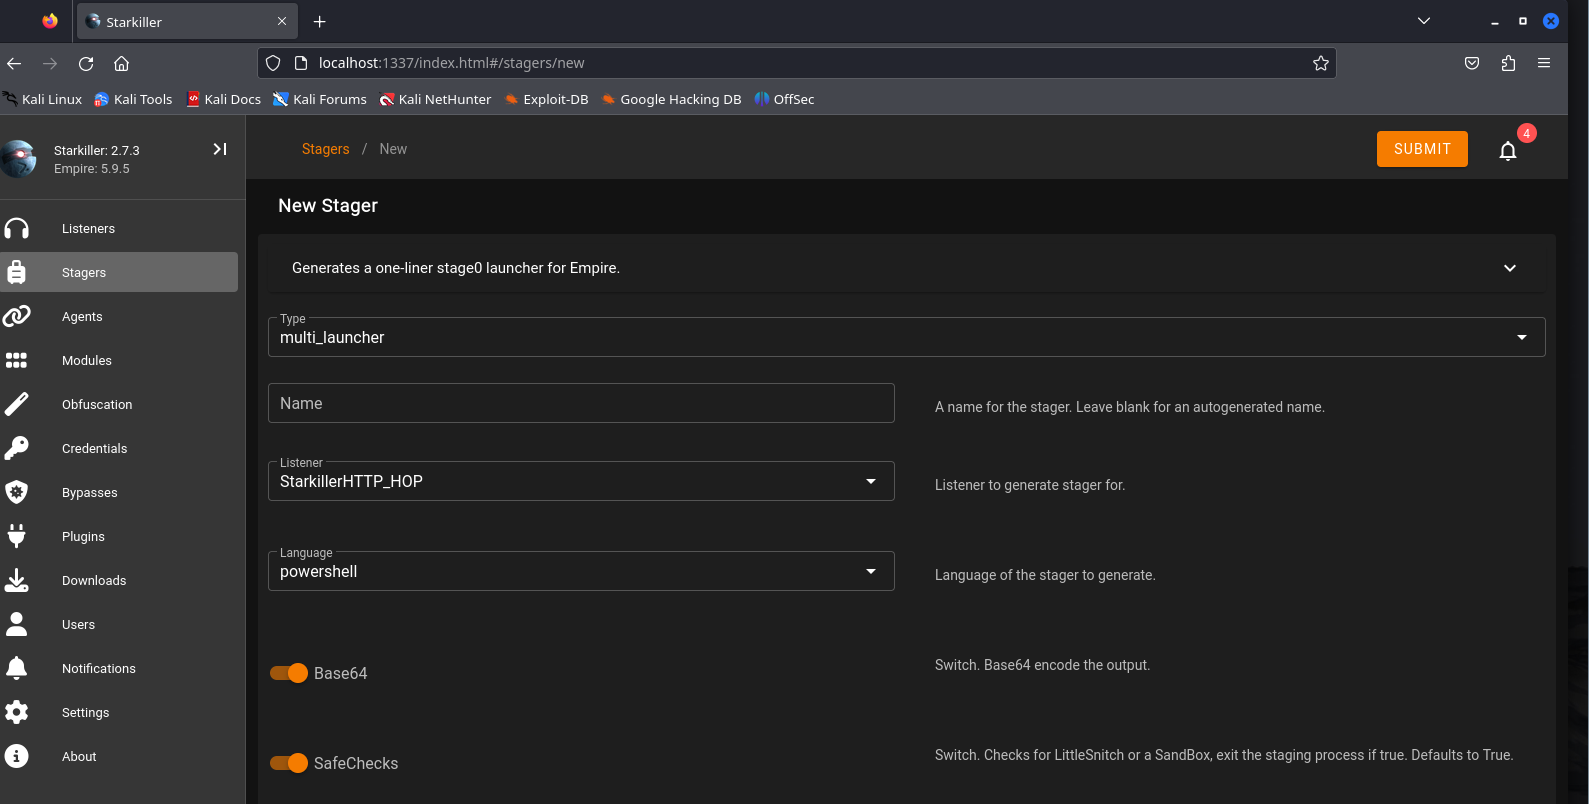 Starkiller
localhost:1337/index.html#/stagers/new
Kali Linux Kali Tools Kali Docs Kali Forums Kali NetHunter Exploit-DB Google Hacking DB OffSec
Starkiller: 2.7.3
Empire: 5.9.5
Listeners
Stagers
Agents
Modules
Obfuscation
Credentials
Bypasses
Plugins
Downloads
Users
Notifications
Settings
About
Stagers / New
SUBMIT
4
New Stager
Generates a one-liner stage0 launcher for Empire.
Type
multi_launcher
Name
A name for the stager. Leave blank for an autogenerated name.
Listener
StarkillerHTTP_HOP
Listener to generate stager for.
Language
powershell
Language of the stager to generate.
Base64
Switch. Base64 encode the output.
SafeChecks
Switch. Checks for LittleSnitch or a SandBox, exit the staging process if true. Defaults to True.